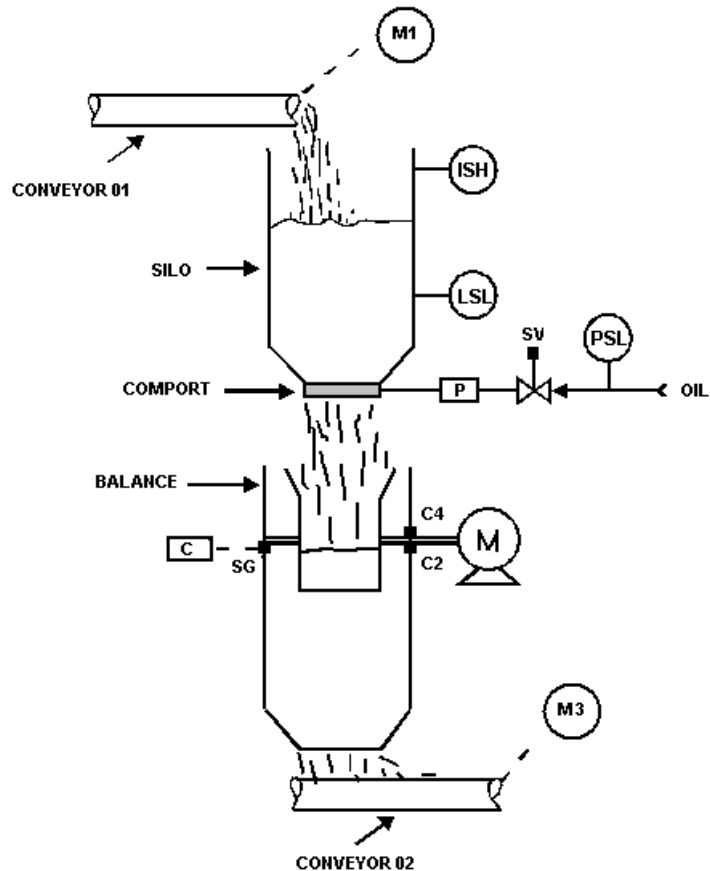 M1
CONVEYOR 01
ISH
SILO
LSL
SV
PSL
COMPORT
P
OIL
BALANCE
C4
C
M
SG
C2
M3
CONVEYOR 02